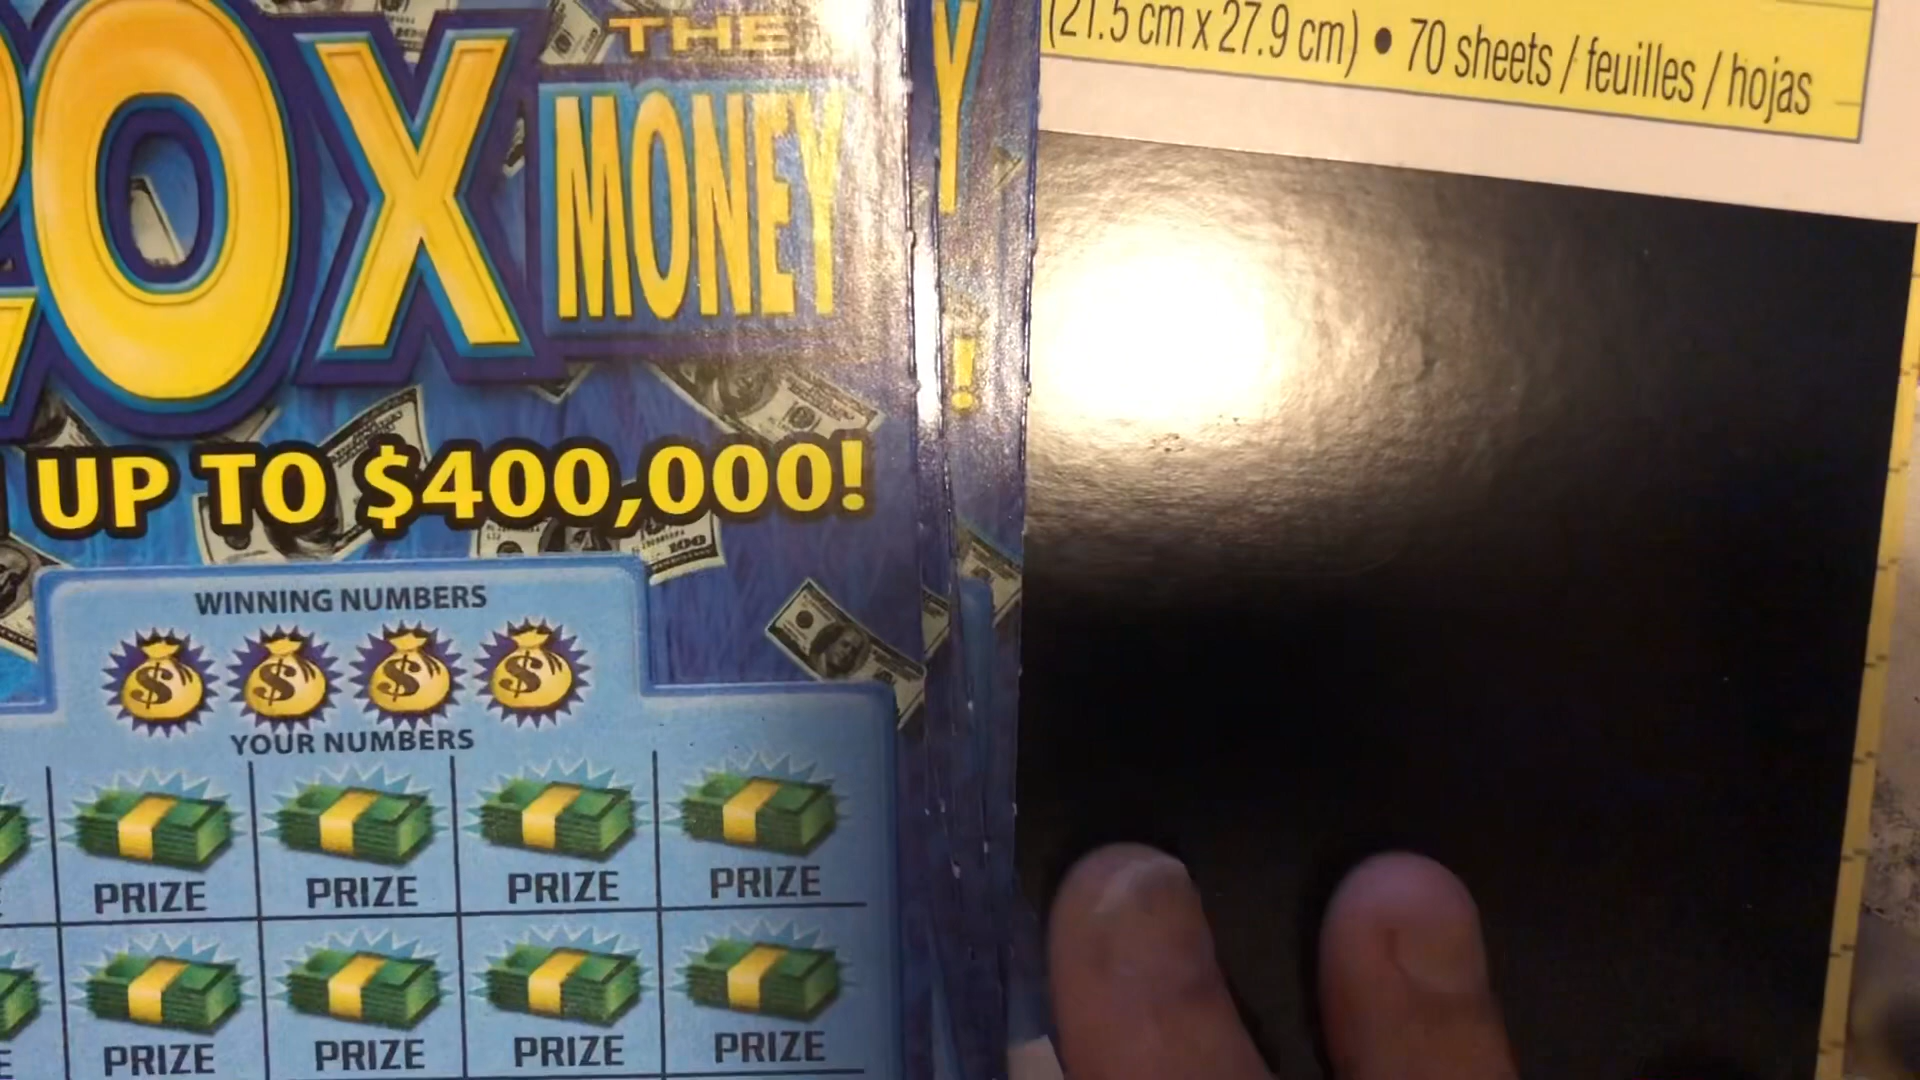 20X THE
MONEY
Y
!
UP TO $400,000!
WINNING NUMBERS
$ $ $ $
YOUR NUMBERS
PRIZE PRIZE PRIZE PRIZE
PRIZE PRIZE PRIZE PRIZE
(21.5 cm x 27.9 cm) • 70 sheets / feuilles / hojas
100